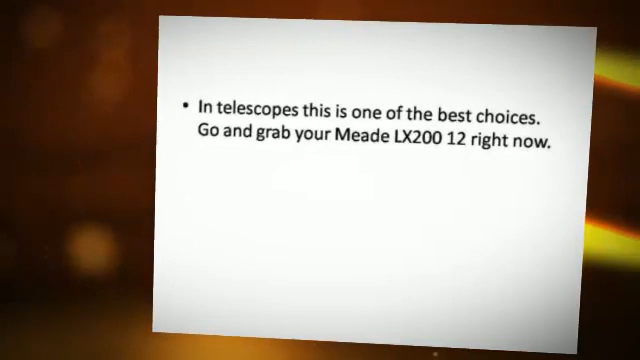 • In telescopes this is one of the best choices.
Go and grab your Meade LX200 12 right now.